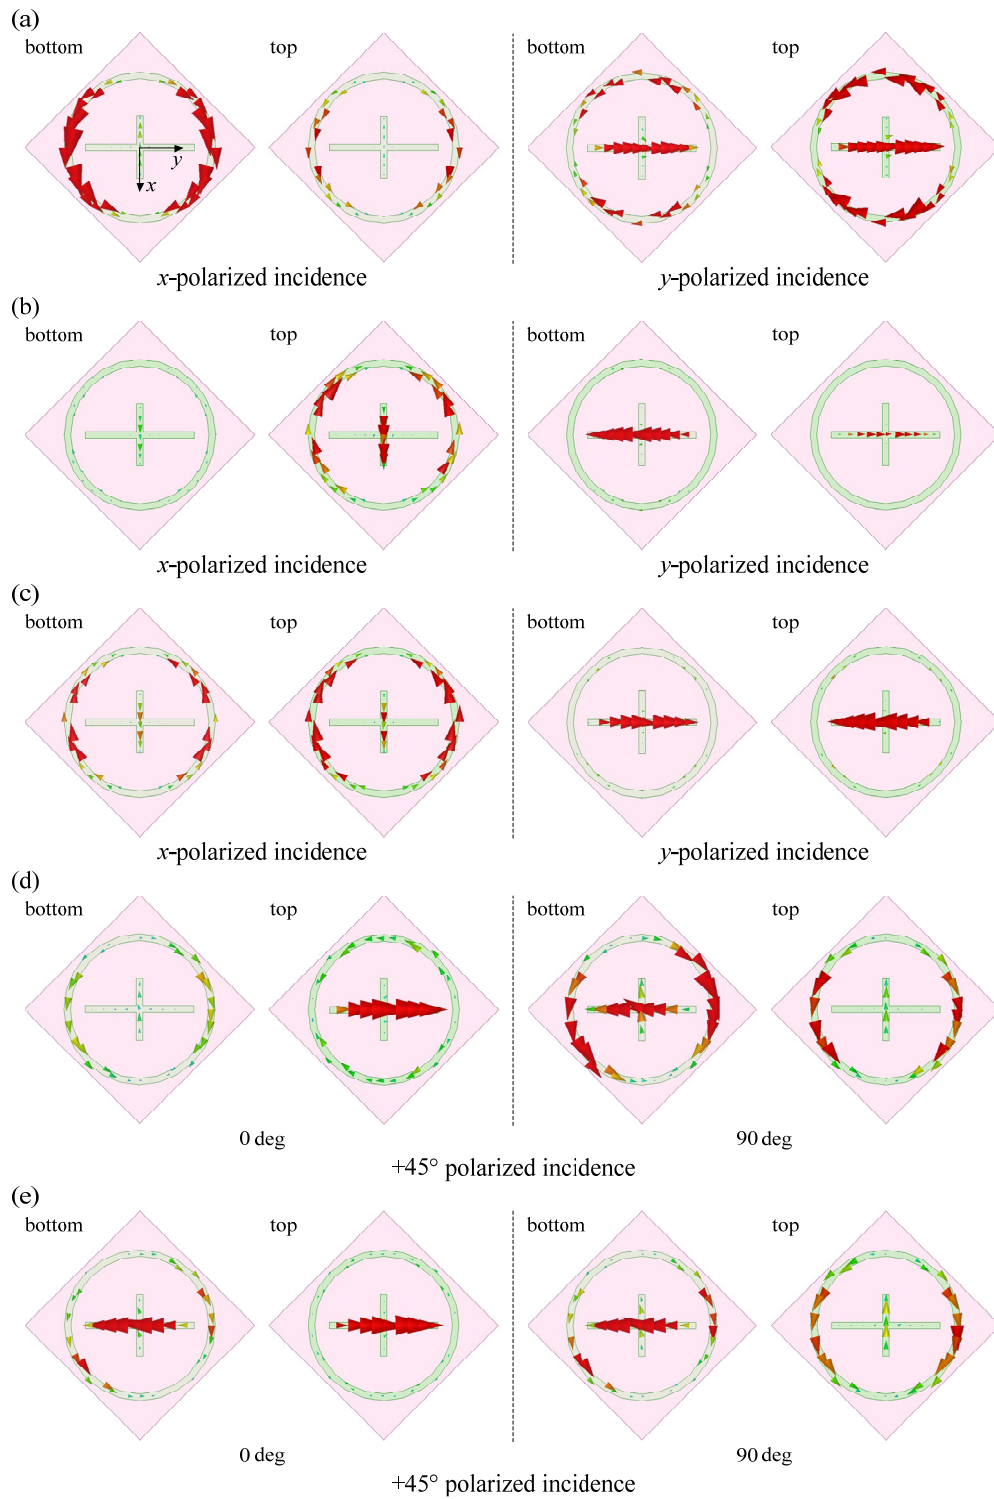 (a)
bottom top bottom top
y
x
x-polarized incidence y-polarized incidence
(b)
bottom top bottom top
x-polarized incidence y-polarized incidence
(c)
bottom top bottom top
x-polarized incidence y-polarized incidence
(d)
bottom top bottom top
0 deg 90 deg
+45° polarized incidence
(e)
bottom top bottom top
0 deg 90 deg
+45° polarized incidence